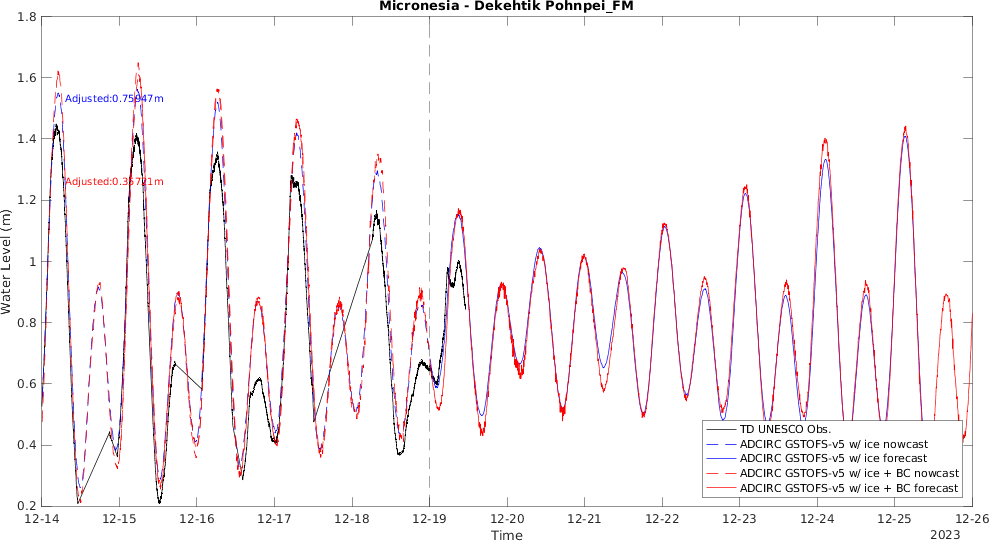 Micronesia - Dekehtik Pohnpei_FM
1.8
1.6
1.4
1.2
1
0.8
0.6
0.4
0.2
Water Level (m)
Adjusted:0.75947m
TD UNESCO Obs.
ADCIRC GSTOFS-v5 w/ ice nowcast
ADCIRC GSTOFS-v5 w/ ice forecast
ADCIRC GSTOFS-v5 w/ ice + BC nowcast
ADCIRC GSTOFS-v5 w/ ice + BC forecast
12-14 12-15 12-16 12-17 12-18 12-19 12-20 12-21 12-22 12-23 12-24 12-25 12-26
Time
2023